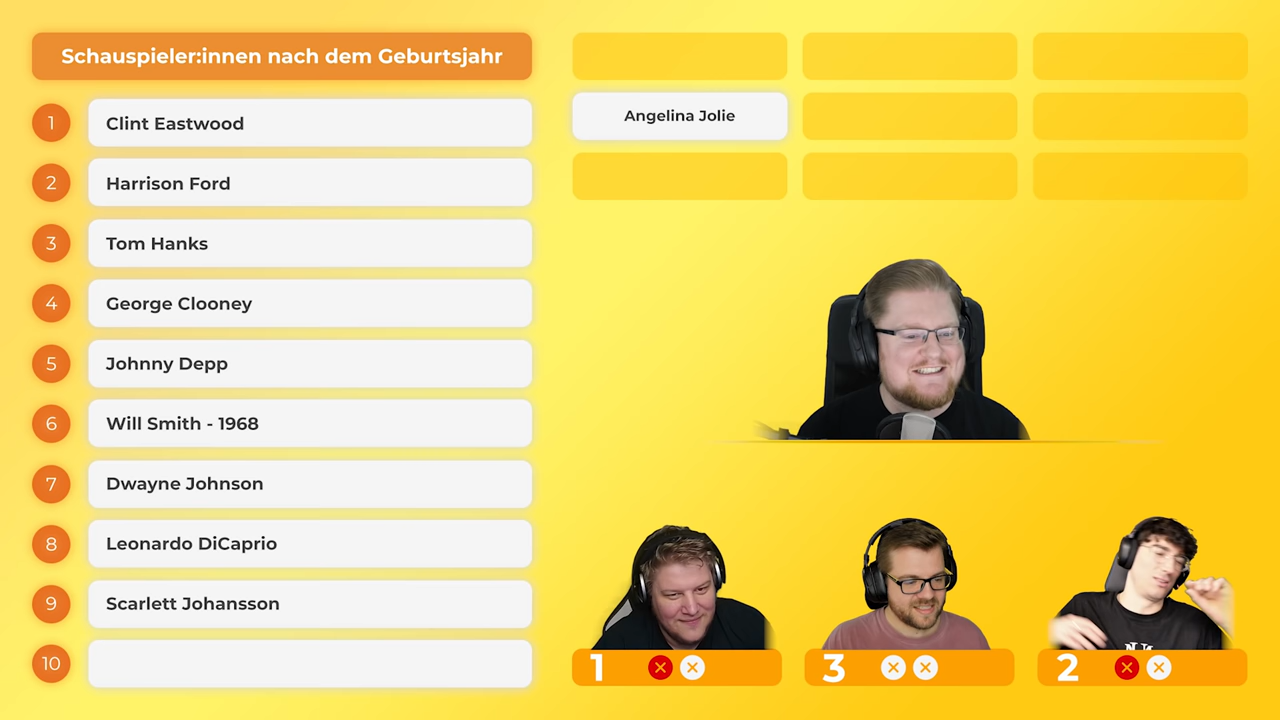 Schauspieler:innen nach dem Geburtsjahr
1 Clint Eastwood
2 Harrison Ford
3 Tom Hanks
4 George Clooney
5 Johnny Depp
6 Will Smith - 1968
7 Dwayne Johnson
8 Leonardo DiCaprio
9 Scarlett Johansson
10
Angelina Jolie
1
3
2